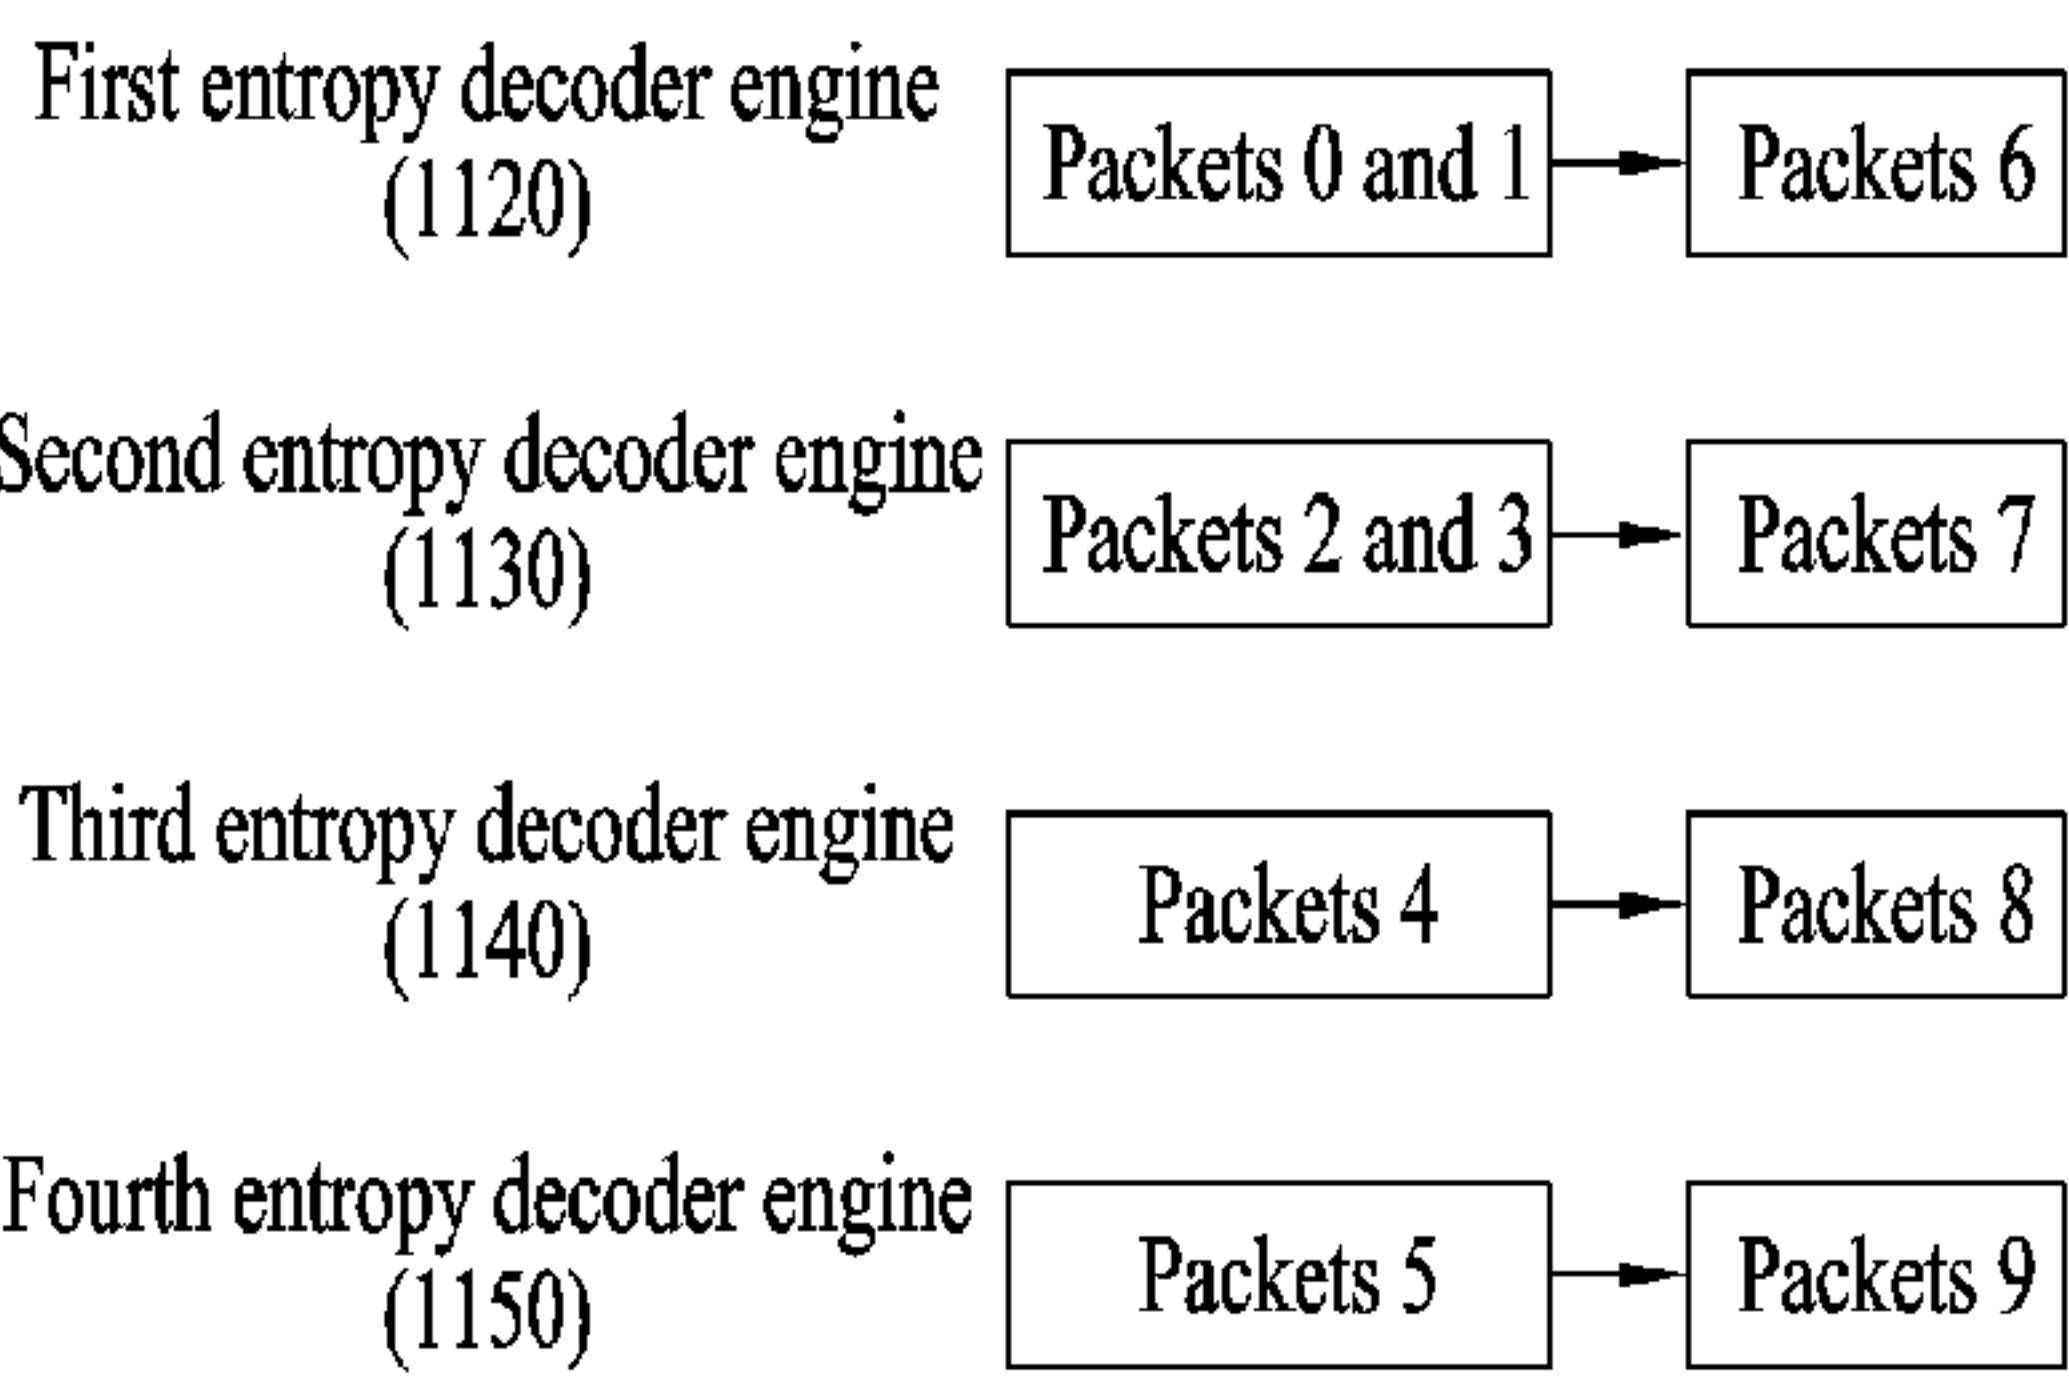 First entropy decoder engine
(1120)
Packets 0 and 1
Packets 6
Second entropy decoder engine
(1130)
Packets 2 and 3
Packets 7
Third entropy decoder engine
(1140)
Packets 4
Packets 8
Fourth entropy decoder engine
(1150)
Packets 5
Packets 9